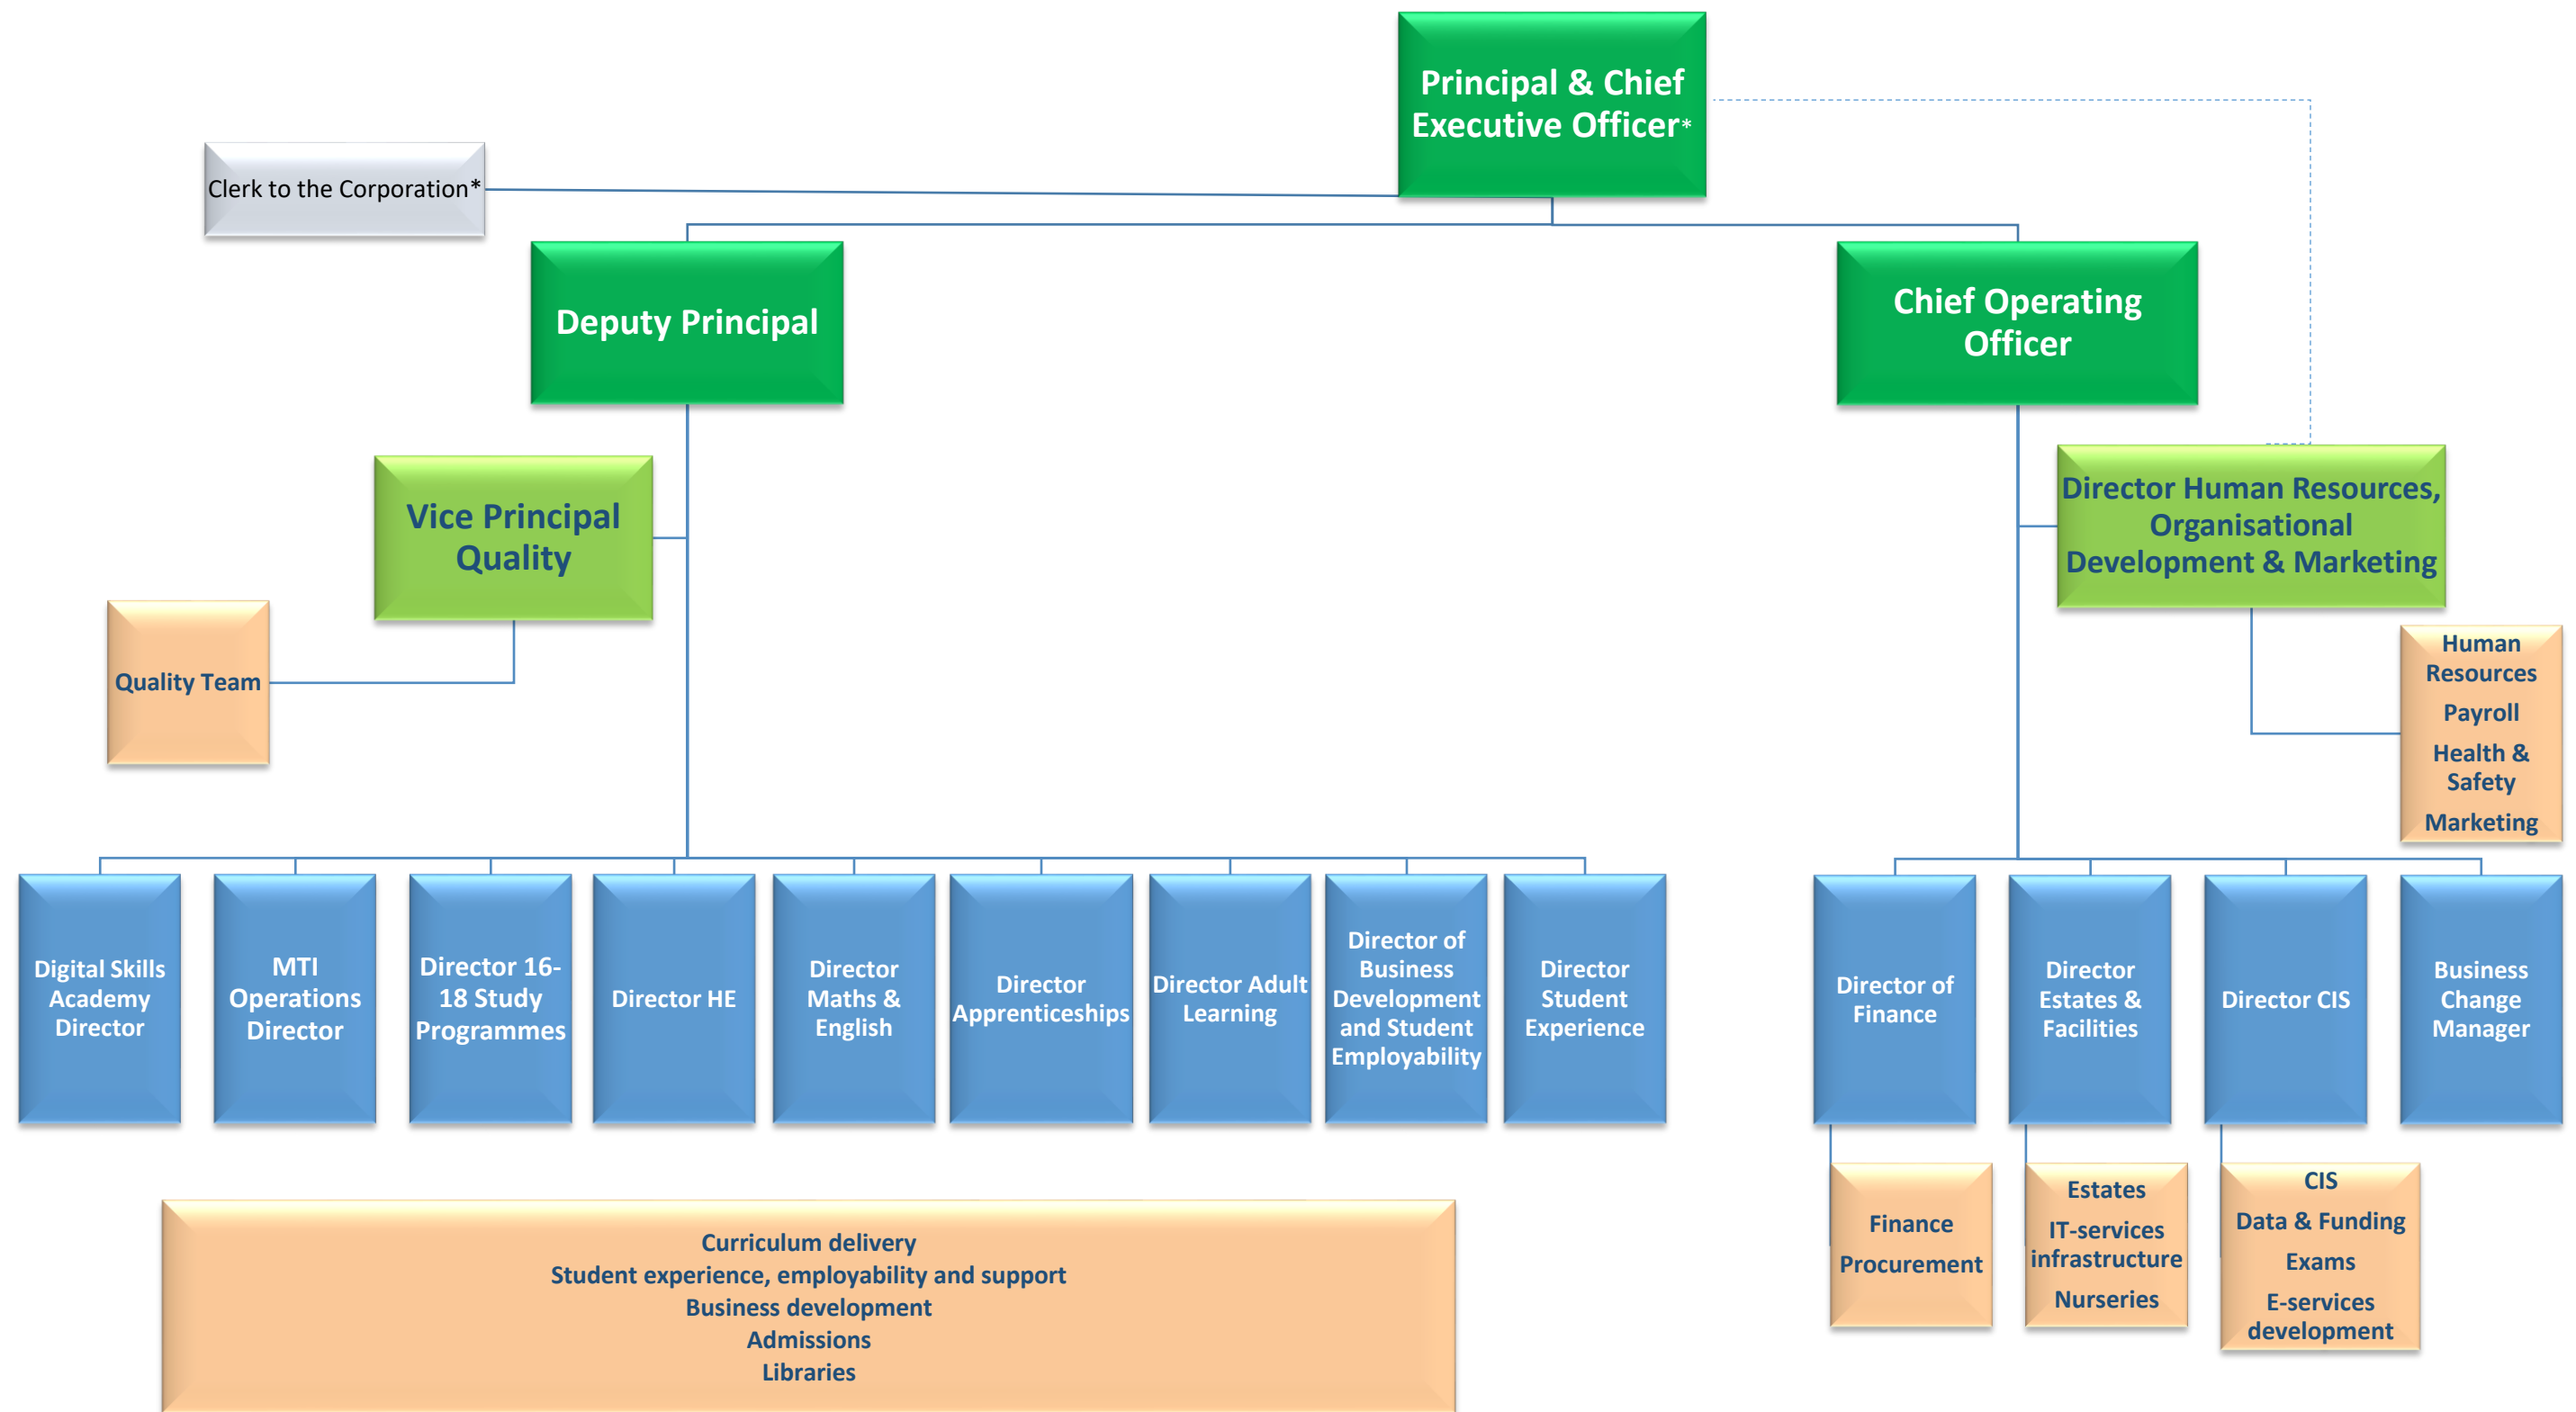 Principal & Chief
Executive Officer*
Clerk to the Corporation*
Deputy Principal
Chief Operating
Officer
Vice Principal
Quality
Director Human Resources,
Organisational
Development & Marketing
Quality Team
Human
Resources
Payroll
Health &
Safety
Marketing
Digital Skills
Academy
Director
MTI
Operations
Director
Director 16-
18 Study
Programmes
Director HE
Director
Maths &
English
Director
Apprenticeships
Director Adult
Learning
Director of
Business
Development
and Student
Employability
Director
Student
Experience
Director of
Finance
Director
Estates &
Facilities
Director CIS
Business
Change
Manager
Curriculum delivery
Student experience, employability and support
Business development
Admissions
Libraries
Finance
Procurement
Estates
IT-services
infrastructure
Nurseries
CIS
Data & Funding
Exams
E-services
development